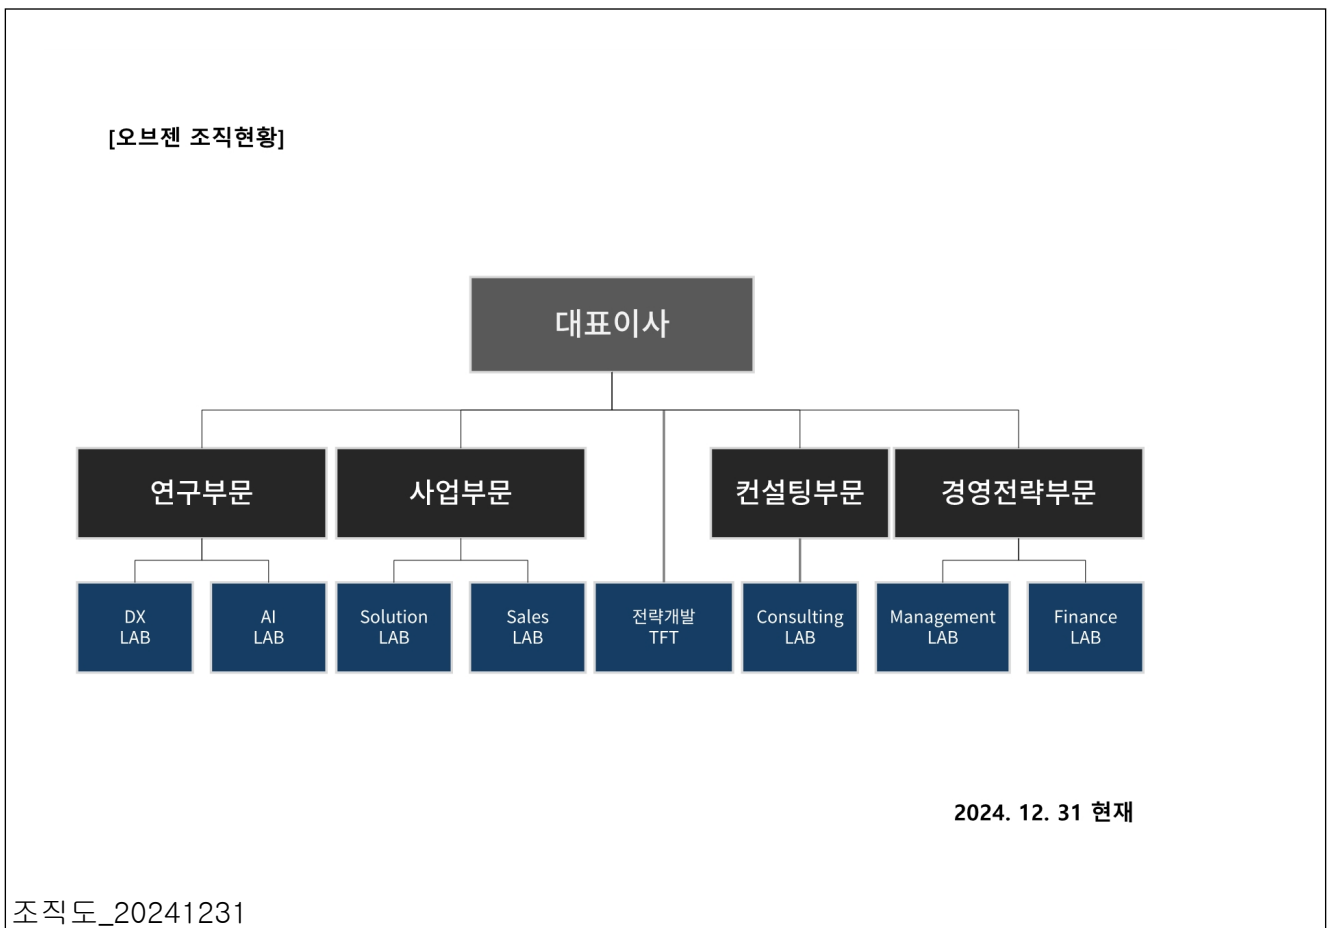 [오브젠 조직현황]
대표이사
연구부문
사업부문
컨설팅부문
경영전략부문
DX
LAB
AI
LAB
Solution
LAB
Sales
LAB
전략개발
TFT
Consulting
LAB
Management
LAB
Finance
LAB
2024. 12. 31 현재
조직도_20241231